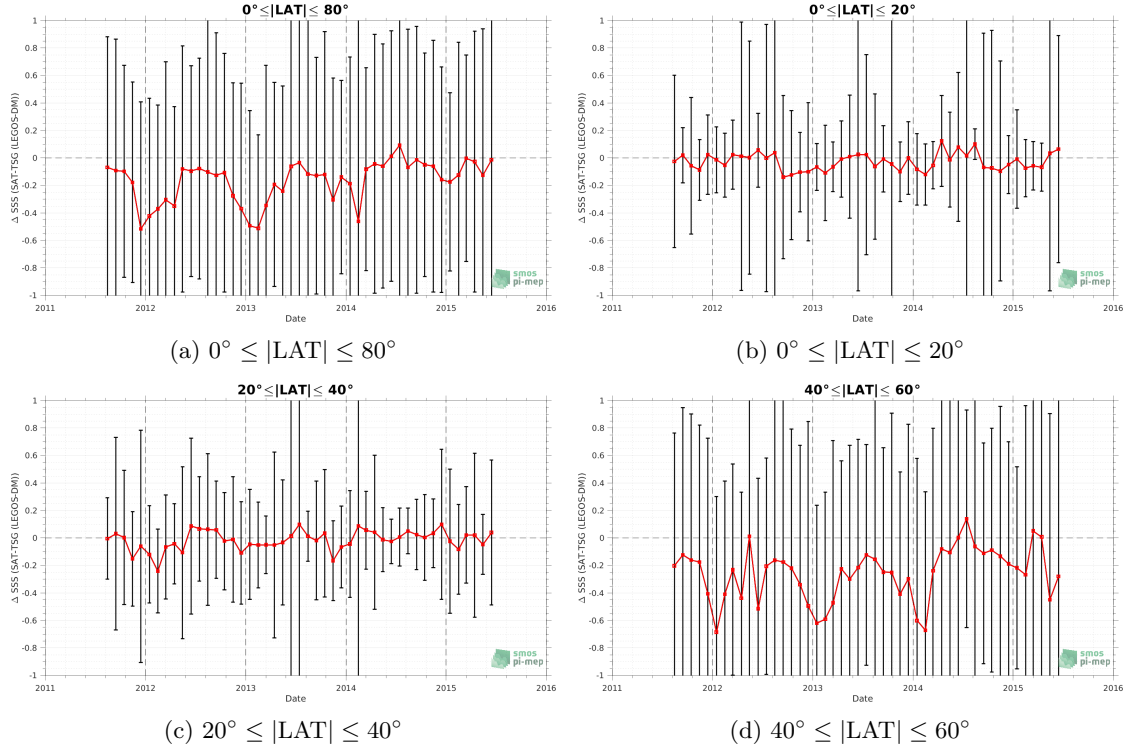 0°≤|LAT|≤ 80°
Δ SSS (SAT-TSG (LEGOS-DM))
1
0.8
0.6
0.4
0.2
0
-0.2
-0.4
-0.6
-0.8
-1
2011 2012 2013 2014 2015 2016
Date
smos
pi-mep
(a) 0° ≤ |LAT| ≤ 80°
0°≤|LAT|≤ 20°
Δ SSS (SAT-TSG (LEGOS-DM))
1
0.8
0.6
0.4
0.2
0
-0.2
-0.4
-0.6
-0.8
-1
2011 2012 2013 2014 2015 2016
Date
smos
pi-mep
(b) 0° ≤ |LAT| ≤ 20°
20°≤|LAT|≤ 40°
Δ SSS (SAT-TSG (LEGOS-DM))
1
0.8
0.6
0.4
0.2
0
-0.2
-0.4
-0.6
-0.8
-1
2011 2012 2013 2014 2015 2016
Date
smos
pi-mep
(c) 20° ≤ |LAT| ≤ 40°
40°≤|LAT|≤ 60°
Δ SSS (SAT-TSG (LEGOS-DM))
1
0.8
0.6
0.4
0.2
0
-0.2
-0.4
-0.6
-0.8
-1
2011 2012 2013 2014 2015 2016
Date
smos
pi-mep
(d) 40° ≤ |LAT| ≤ 60°